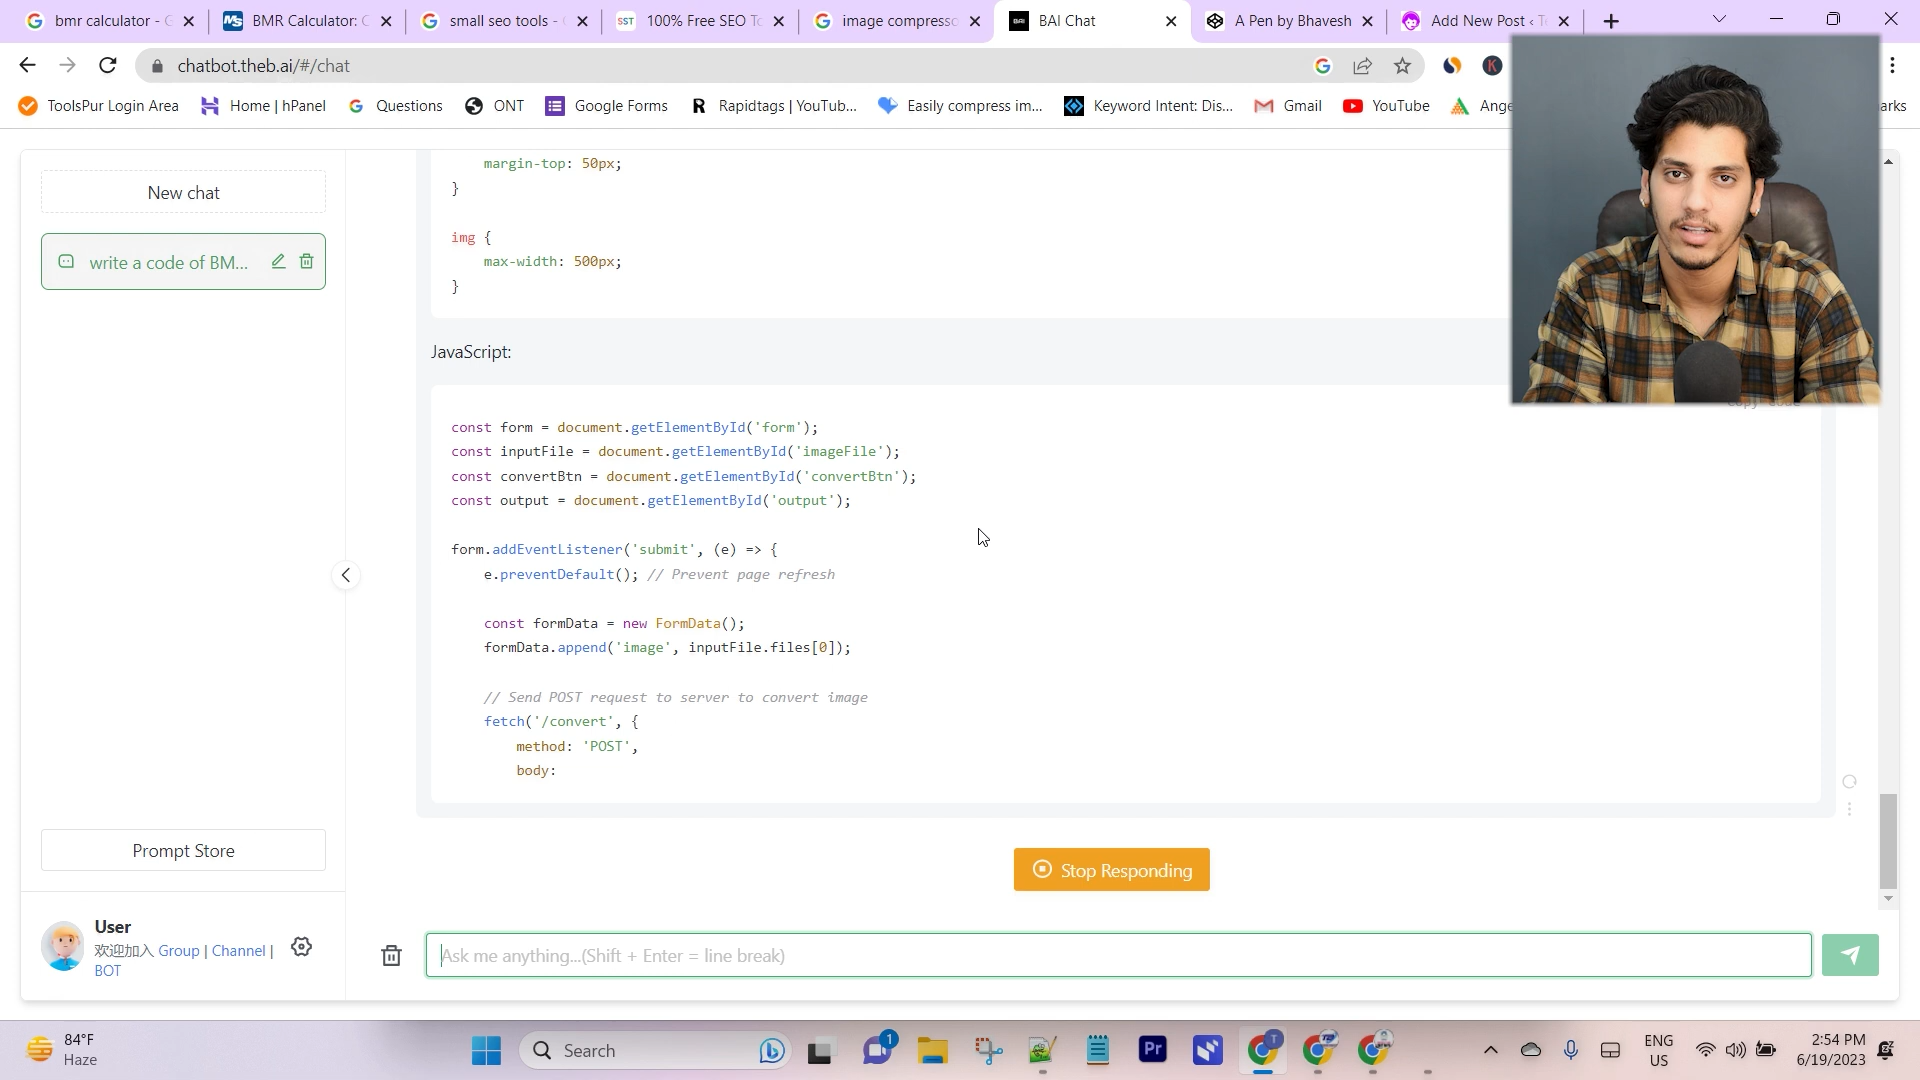 bmr calculator - G
BMR Calculator: C
small seo tools -
100% Free SEO To
image compresso
BAI Chat
A Pen by Bhavesh
Add New Post ‹ T
chatbot.theb.ai/#/chat
ToolsPur Login Area
Home | hPanel
Questions
ONT
Google Forms
Rapidtags | YouTub...
Easily compress im...
Keyword Intent: Dis...
Gmail
YouTube
Ange
arks
New chat
write a code of BM...
margin-top: 50px;
}
img {
max-width: 500px;
}
JavaScript:
const form = document.getElementById('form');
const inputFile = document.getElementById('imageFile');
const convertBtn = document.getElementById('convertBtn');
const output = document.getElementById('output');
form.addEventListener('submit', (e) => {
e.preventDefault(); // Prevent page refresh
const formData = new FormData();
formData.append('image', inputFile.files[0]);
// Send POST request to server to convert image
fetch('/convert', {
method: 'POST',
body:
Stop Responding
Prompt Store
User
欢迎加入 Group | Channel |
BOT
Ask me anything...(Shift + Enter = line break)
84°F
Haze
Search
1
Pr
ENG
US
2:54 PM
6/19/2023